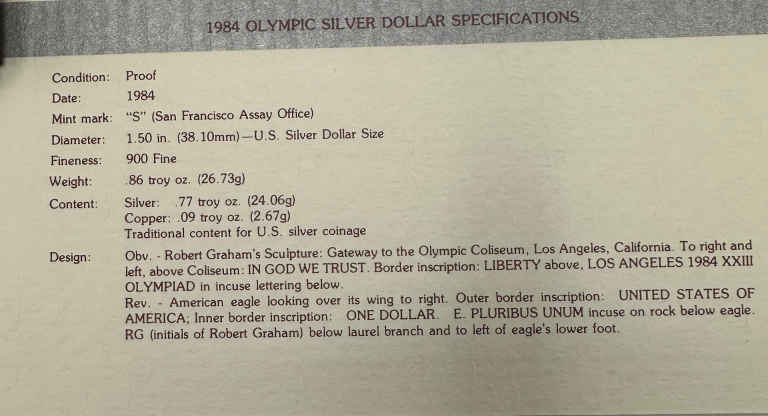 1984 OLYMPIC SILVER DOLLAR SPECIFICATIONS
Condition: Proof
Date: 1984
Mint mark: "S" (San Francisco Assay Office)
Diameter: 1.50 in. (38.10mm)—U.S. Silver Dollar Size
Fineness: 900 Fine
Weight: .86 troy oz. (26.73g)
Content: Silver: .77 troy oz. (24.06g)
Copper: .09 troy oz. (2.67g)
Traditional content for U.S. silver coinage
Design: Obv. - Robert Graham's Sculpture: Gateway to the Olympic Coliseum, Los Angeles, California. To right and
left, above Coliseum: IN GOD WE TRUST. Border inscription: LIBERTY above, LOS ANGELES 1984 XXIII
OLYMPIAD in incuse lettering below.
Rev. - American eagle looking over its wing to right. Outer border inscription: UNITED STATES OF
AMERICA; Inner border inscription: ONE DOLLAR. E. PLURIBUS UNUM incuse on rock below eagle.
RG (initials of Robert Graham) below laurel branch and to left of eagle's lower foot.